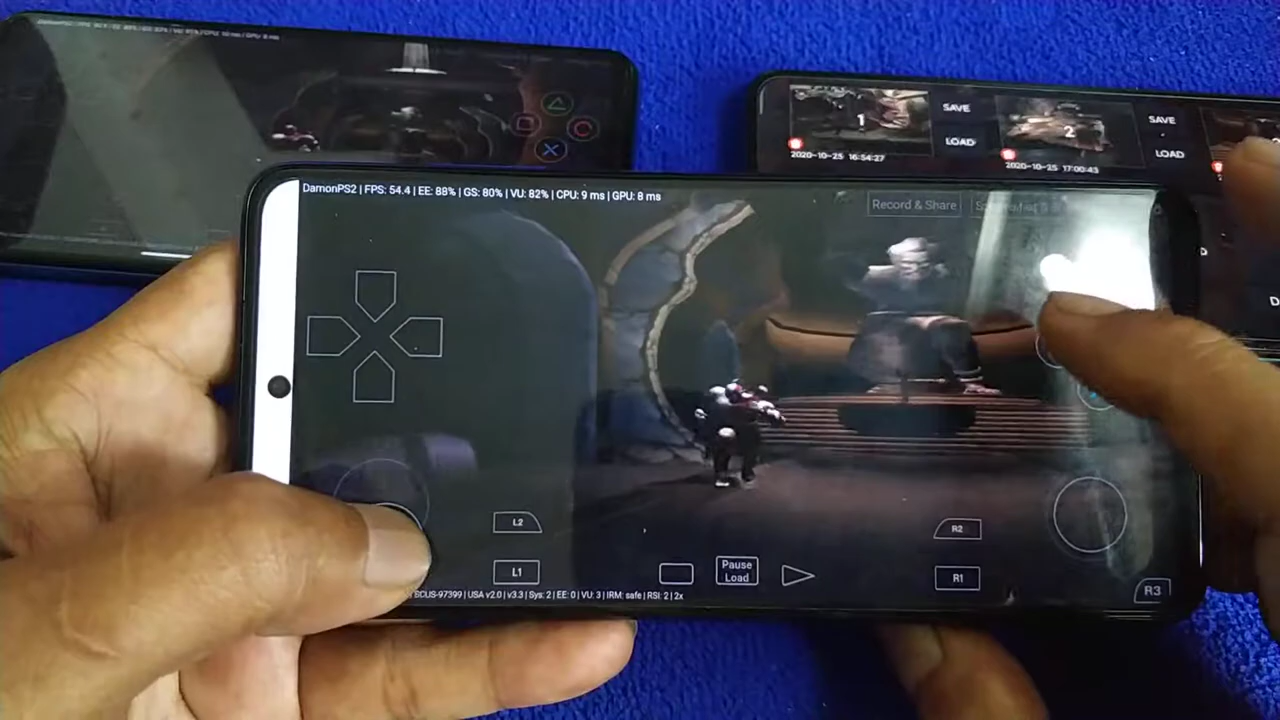 1
SAVE
LOAD
2020-10-25 16:54:27
2
SAVE
LOAD
2020-10-25 17:00:43
DamonPS2 | FPS: 54.4 | EE: 88% | GS: 80% | VU: 82% | CPU: 9 ms | GPU: 8 ms
Record & Share
L2
L1
Pause
Load
R2
R1
R3
SCUS-97399 | USA v2.0 | v3.3 | Sys: 2 | EE: 0 | VU: 3 | IRM: safe | RSI: 2 | 2x